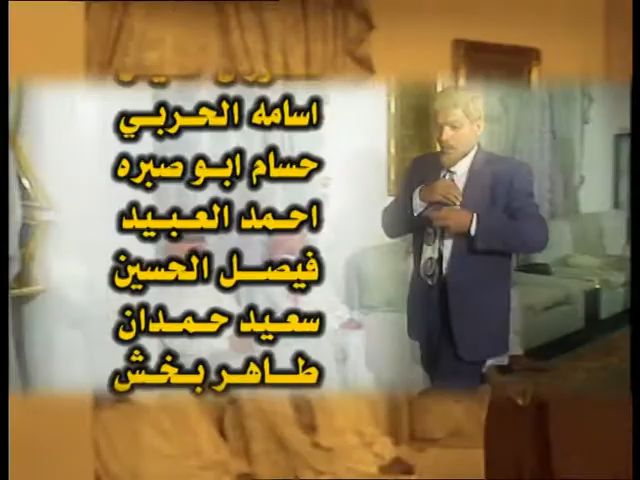 اسامه الحربي
حسام ابو صبره
احمد العبيد
فيصل الحسين
سعيد حمدان
طاهر بخش